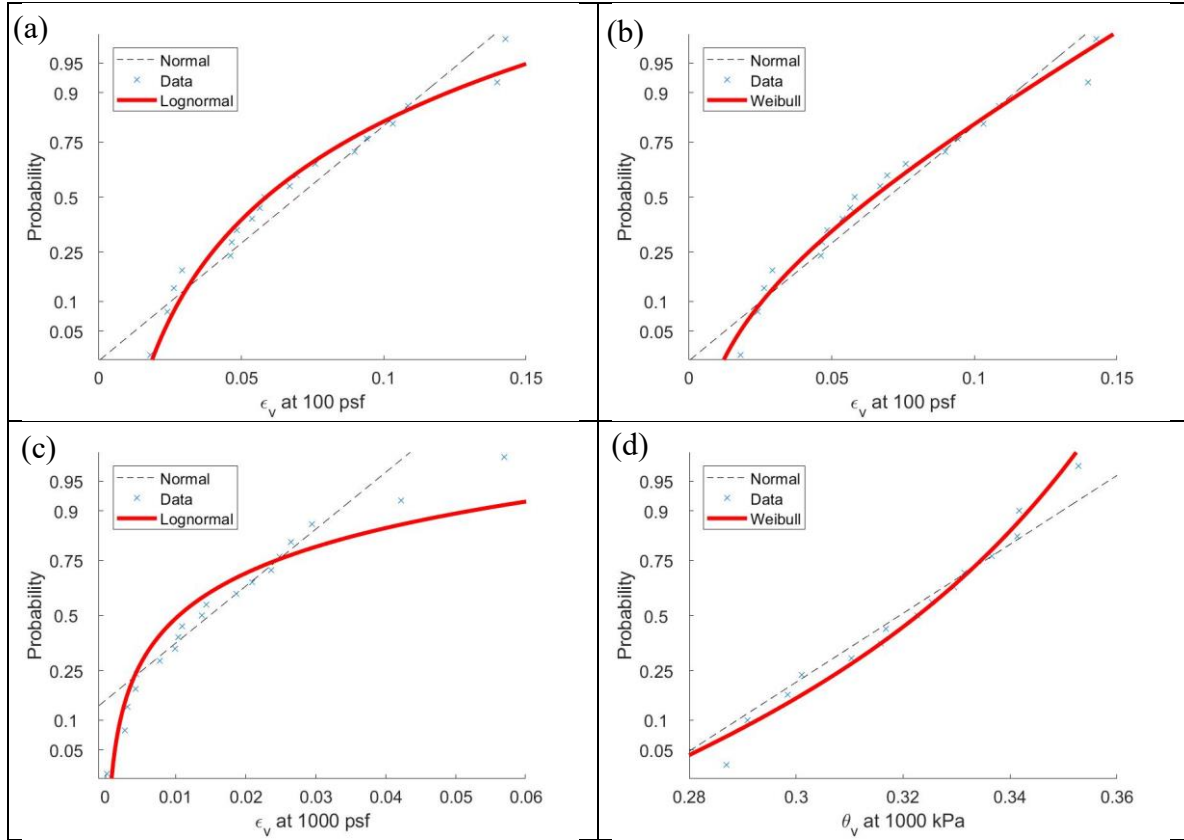 (a)
Normal
Data
Lognormal
Probability
0.95
0.9
0.75
0.5
0.25
0.1
0.05
0
0.05
0.1
0.15
ϵv at 100 psf
(b)
Normal
Data
Weibull
Probability
0.95
0.9
0.75
0.5
0.25
0.1
0.05
0
0.05
0.1
0.15
ϵv at 100 psf
(c)
Normal
Data
Lognormal
Probability
0.95
0.9
0.75
0.5
0.25
0.1
0.05
0
0.01
0.02
0.03
0.04
0.05
0.06
ϵv at 1000 psf
(d)
Normal
Data
Weibull
Probability
0.95
0.9
0.75
0.5
0.25
0.1
0.05
0.28
0.3
0.32
0.34
0.36
θv at 1000 kPa